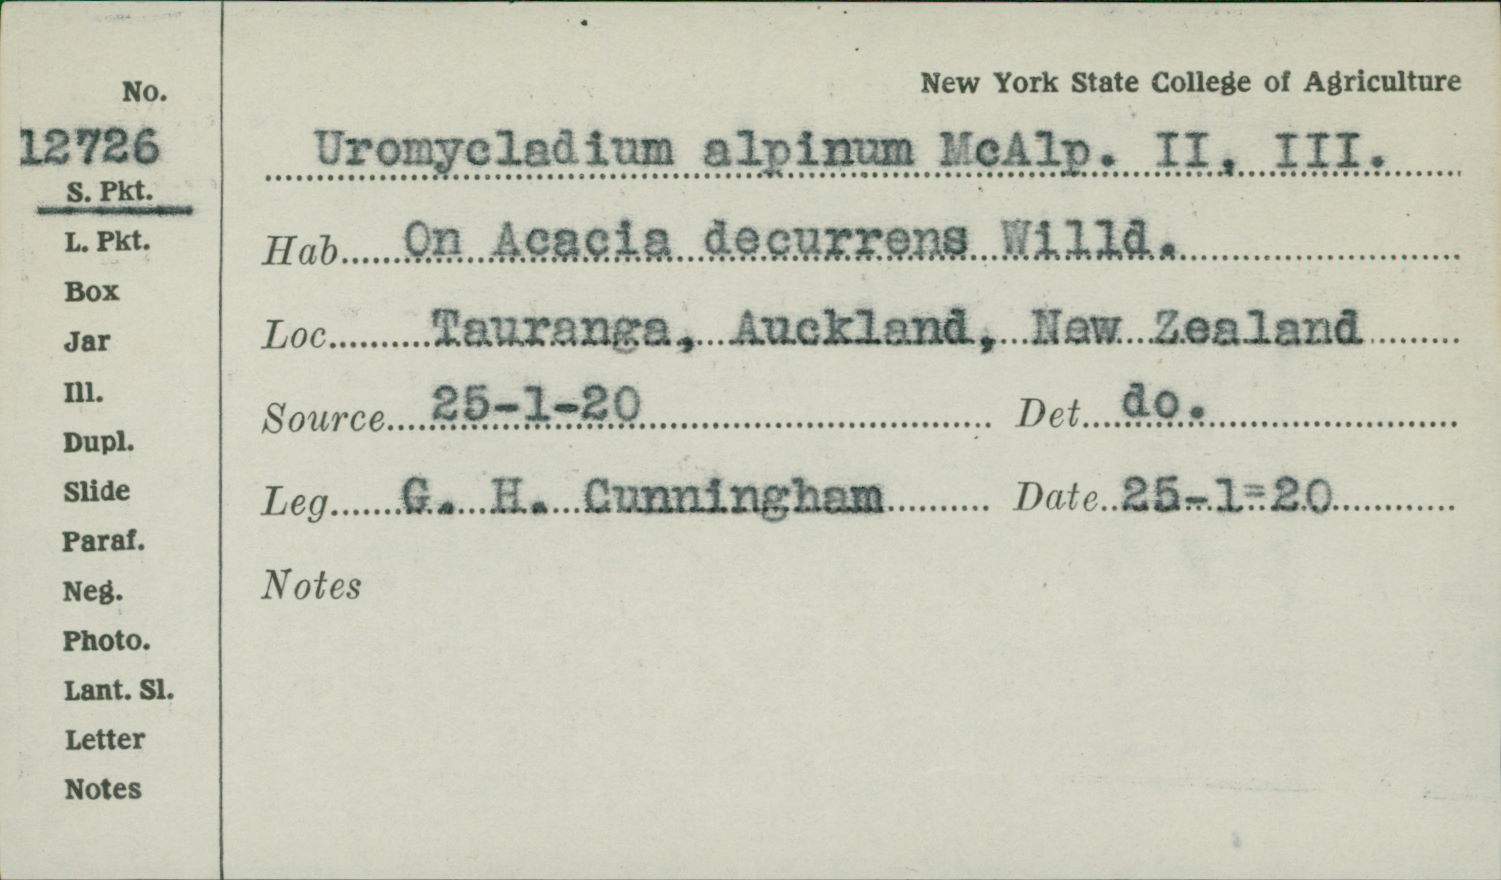 No.
12726
S. Pkt.
L. Pkt.
Box
Jar
Ill.
Dupl.
Slide
Paraf.
Neg.
Photo.
Lant. Sl.
Letter
Notes
New York State College of Agriculture
Uromycladium alpinum McAlp. II, III.
Hab......On Acacia decurrens Willd.
Loc..........Tauranga, Auckland, New Zealand
Source....25-1-20 Det....do.
Leg.......G. H. Cunningham Date..25-1=20
Notes